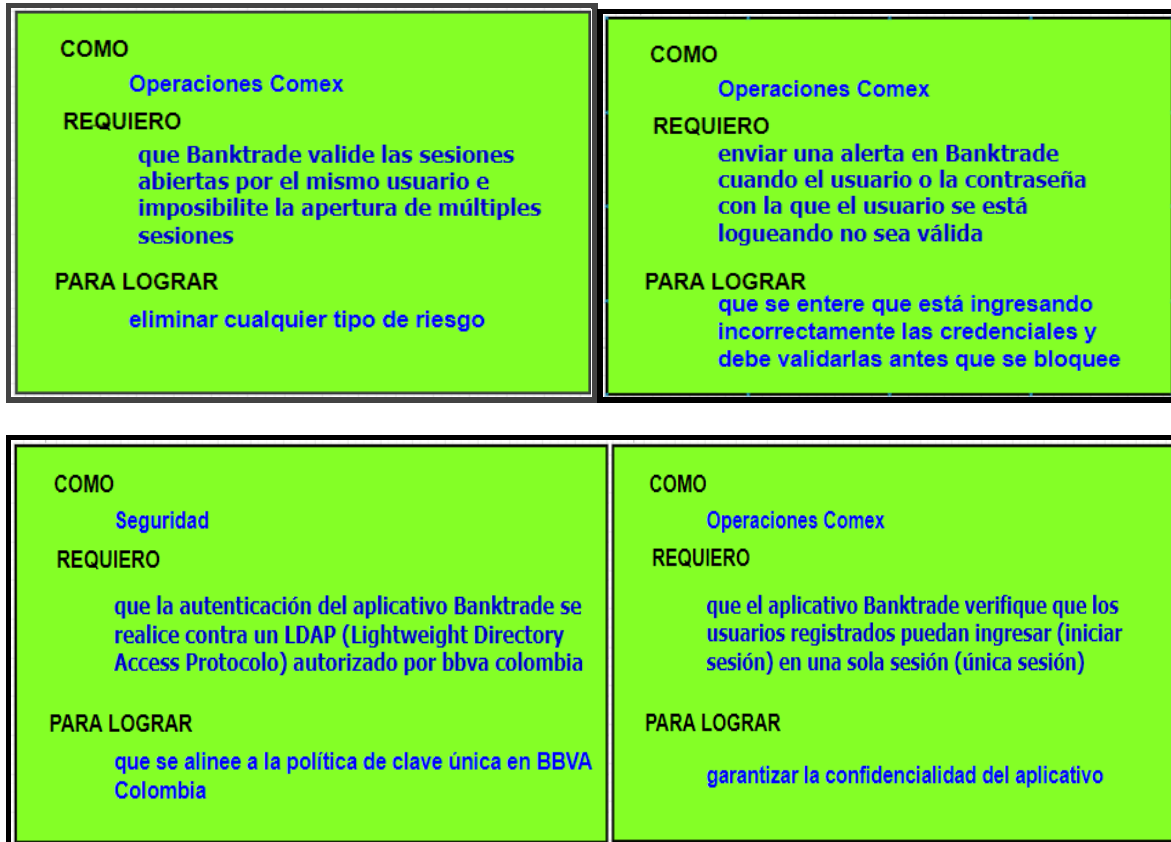 COMO
Operaciones Comex
REQUIERO
que Banktrade valide las sesiones
abiertas por el mismo usuario e
imposibilite la apertura de múltiples
sesiones
PARA LOGRAR
eliminar cualquier tipo de riesgo
COMO
Operaciones Comex
REQUIERO
enviar una alerta en Banktrade
cuando el usuario o la contraseña
con la que el usuario se está
logueando no sea válida
PARA LOGRAR
que se entere que está ingresando
incorrectamente las credenciales y
debe validarlas antes que se bloquee
COMO
Seguridad
REQUIERO
que la autenticación del aplicativo Banktrade se
realice contra un LDAP (Lightweight Directory
Access Protocolo) autorizado por bbva colombia
PARA LOGRAR
que se alinee a la política de clave única en BBVA
Colombia
COMO
Operaciones Comex
REQUIERO
que el aplicativo Banktrade verifique que los
usuarios registrados puedan ingresar (iniciar
sesión) en una sola sesión (única sesión)
PARA LOGRAR
garantizar la confidencialidad del aplicativo